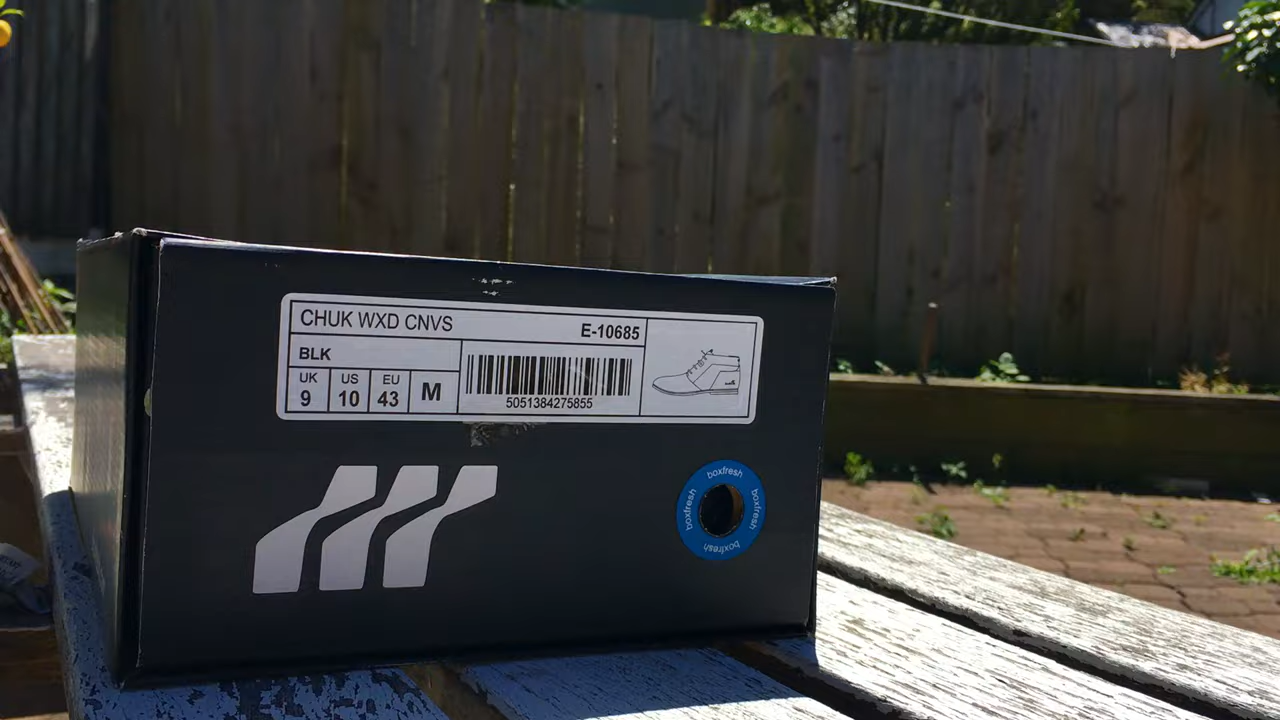 CHUK WXD CNVS
E-10685
BLK
UK US EU
9 10 43 M
5051384275855
boxfresh
boxfresh boxfresh
boxfresh